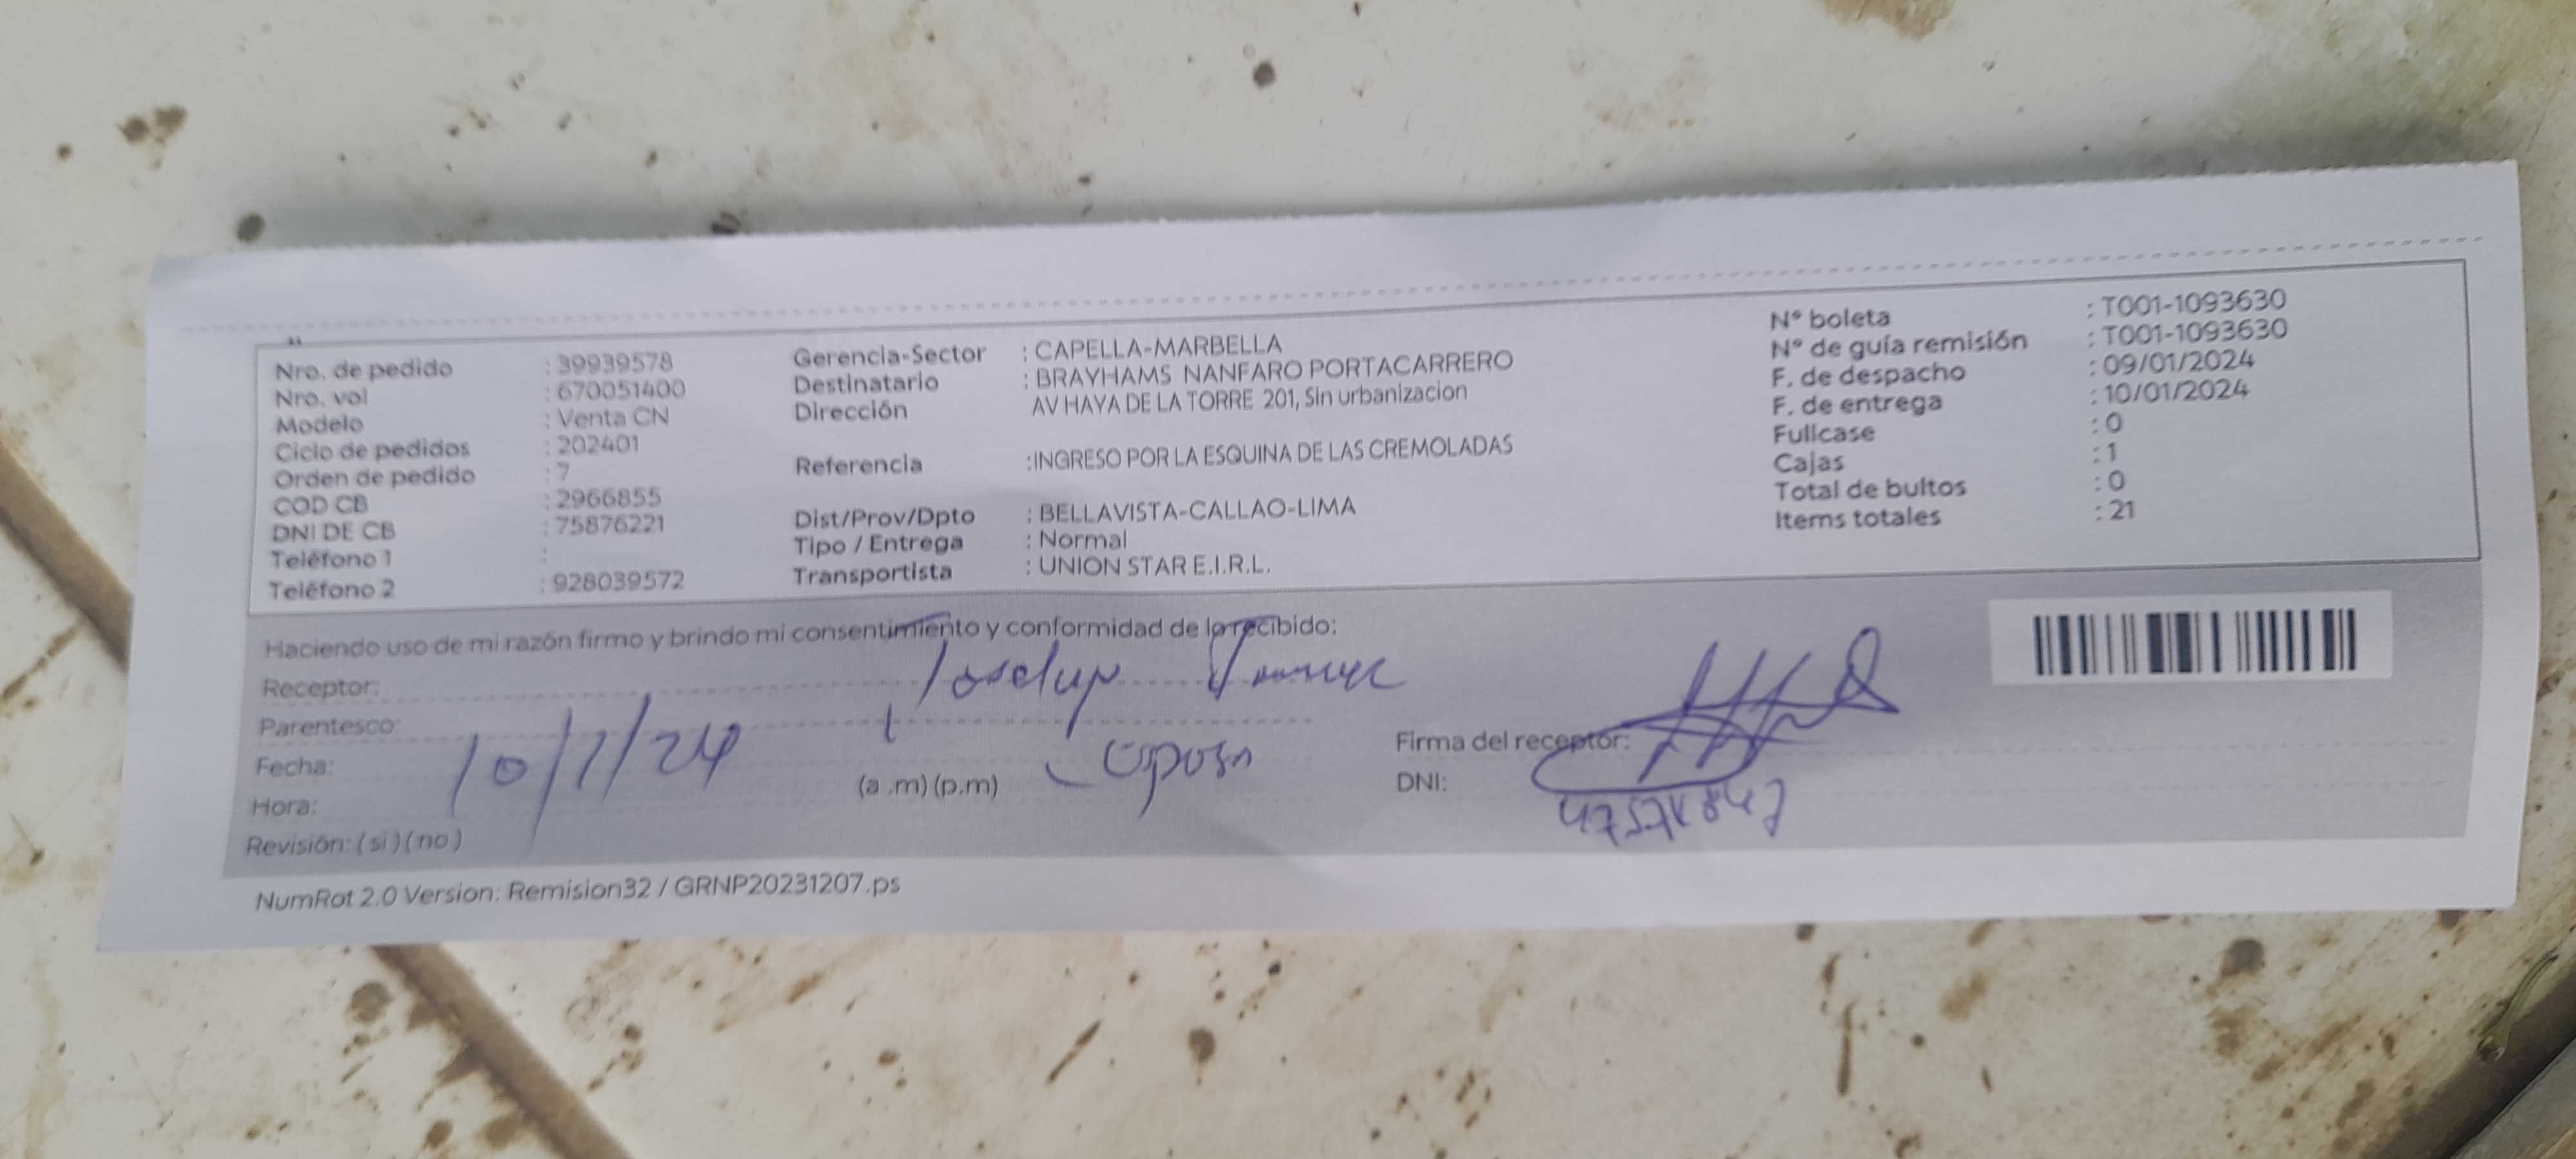 Nro. de pedido : 39939578
Nro. vol : 670051400
Modelo : Venta CN
Ciclo de pedidos : 202401
Orden de pedido : 7
COD CB : 2966855
DNI DE CB : 75876221
Teléfono 1 :
Teléfono 2 : 928039572
Gerencia-Sector : CAPELLA-MARBELLA
Destinatario : BRAYHAMS NANFARO PORTACARRERO
Dirección AV HAYA DE LA TORRE 201, Sin urbanizacion
Referencia : INGRESO POR LA ESQUINA DE LAS CREMOLADAS
Dist/Prov/Dpto : BELLAVISTA-CALLAO-LIMA
Tipo / Entrega : Normal
Transportista : UNION STAR E.I.R.L.
N° boleta : T001-1093630
N° de guía remisión : T001-1093630
F. de despacho : 09/01/2024
F. de entrega : 10/01/2024
Fullcase : 0
Cajas : 1
Total de bultos : 0
Items totales : 21
Haciendo uso de mi razón firmo y brindo mi consentimiento y conformidad de lo recibido:
Receptor:
Parentesco:
Fecha: 10/1/24
Hora: (a .m) (p.m)
Revisión: ( si ) ( no )
Firma del receptor:
DNI:
NumRot 2.0 Version: Remision32 / GRNP20231207.ps